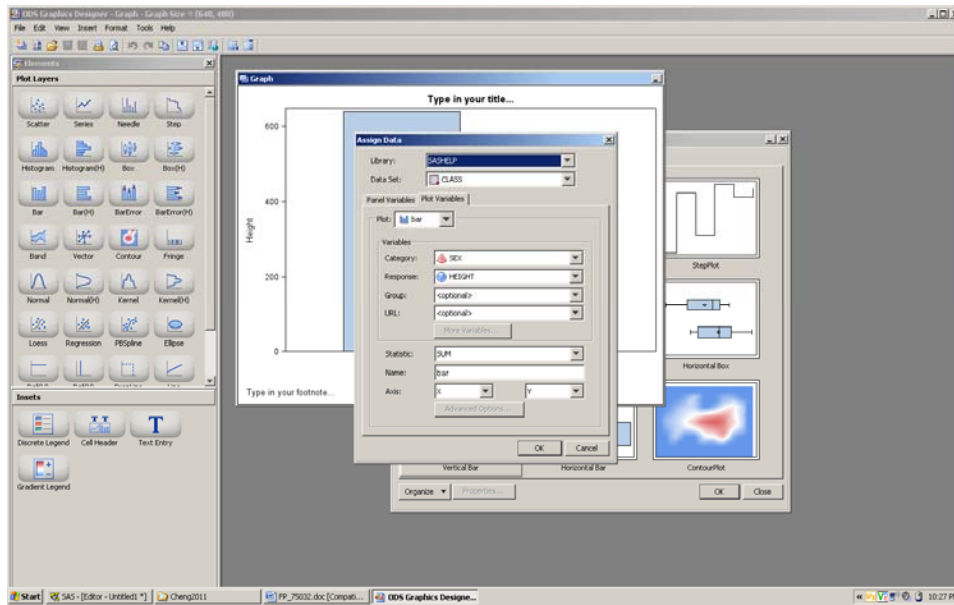 ODS Graphics Designer - Graph - Graph Size = (640, 480)
File Edit View Insert Format Tools Help
Elements
Plot Layers
Scatter Series Needle Step
Histogram Histogram(H) Box Box(H)
Bar Bar(H) BarError BarError(H)
Band Vector Contour Fringe
Normal Normal(H) Kernel Kernel(H)
Loess Regression PBSpline Ellipse
Insets
Discrete Legend Cell Header Text Entry
Gradient Legend
Graph
Type in your title...
600
400
200
0
Height
Type in your footnote...
Assign Data
Library: SASHELP
Data Set: CLASS
Panel Variables Plot Variables
Plot: bar
Variables
Category: SEX
Response: HEIGHT
Group: <optional>
URL: <optional>
More Variables...
Statistic: SUM
Name: bar
Axis: X Y
Advanced Options...
OK Cancel
StepPlot
Horizontal Box
Vertical Bar Horizontal Bar ContourPlot
Organize Properties... OK Close
Start SAS - [Editor - Untitled1 *] Cheng2011 FP_75032.doc [Compati... ODS Graphics Designe... 10:27 PM